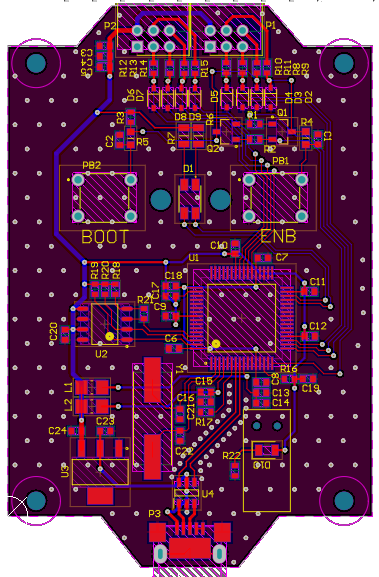 P2
P1
R12
R13
R14
R15
R10
R11
R8
R9
D7
D6
D5
D4
D3
D2
R3
D8
D9
R6
Q1
C2
R5
R7
Q2
R2
R4
C1
PB2
D1
PB1
BOOT
ENB
C10
C7
U1
R19
R20
R18
C17
C18
C11
R21
C9
C20
U2
C6
C12
L1
L2
Y1
C15
C8
R16
C19
C13
C14
C16
C21
R17
C24
C23
C22
U3
R22
D10
U4
P3